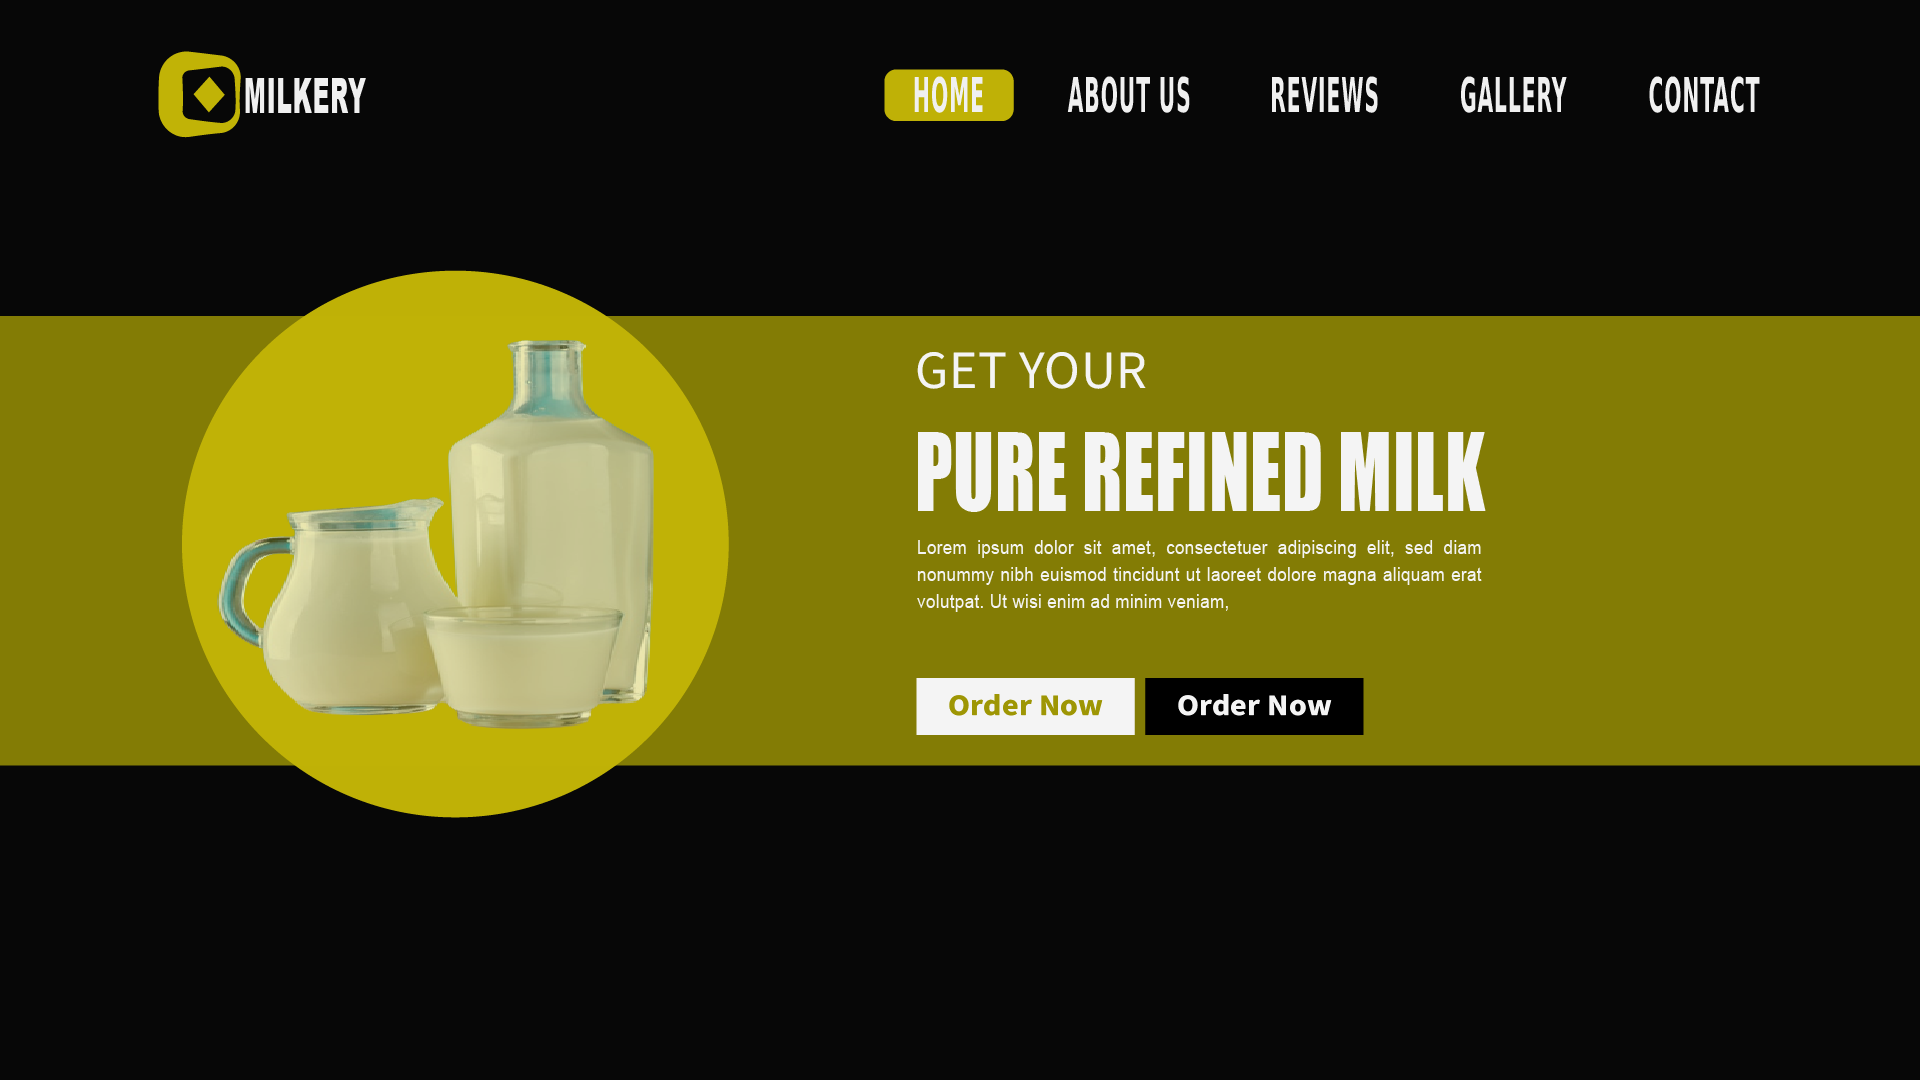 MILKERY
HOME ABOUT US REVIEWS GALLERY CONTACT
GET YOUR
PURE REFINED MILK
Lorem ipsum dolor sit amet, consectetuer adipiscing elit, sed diam
nonummy nibh euismod tincidunt ut laoreet dolore magna aliquam erat
volutpat. Ut wisi enim ad minim veniam,
Order Now Order Now